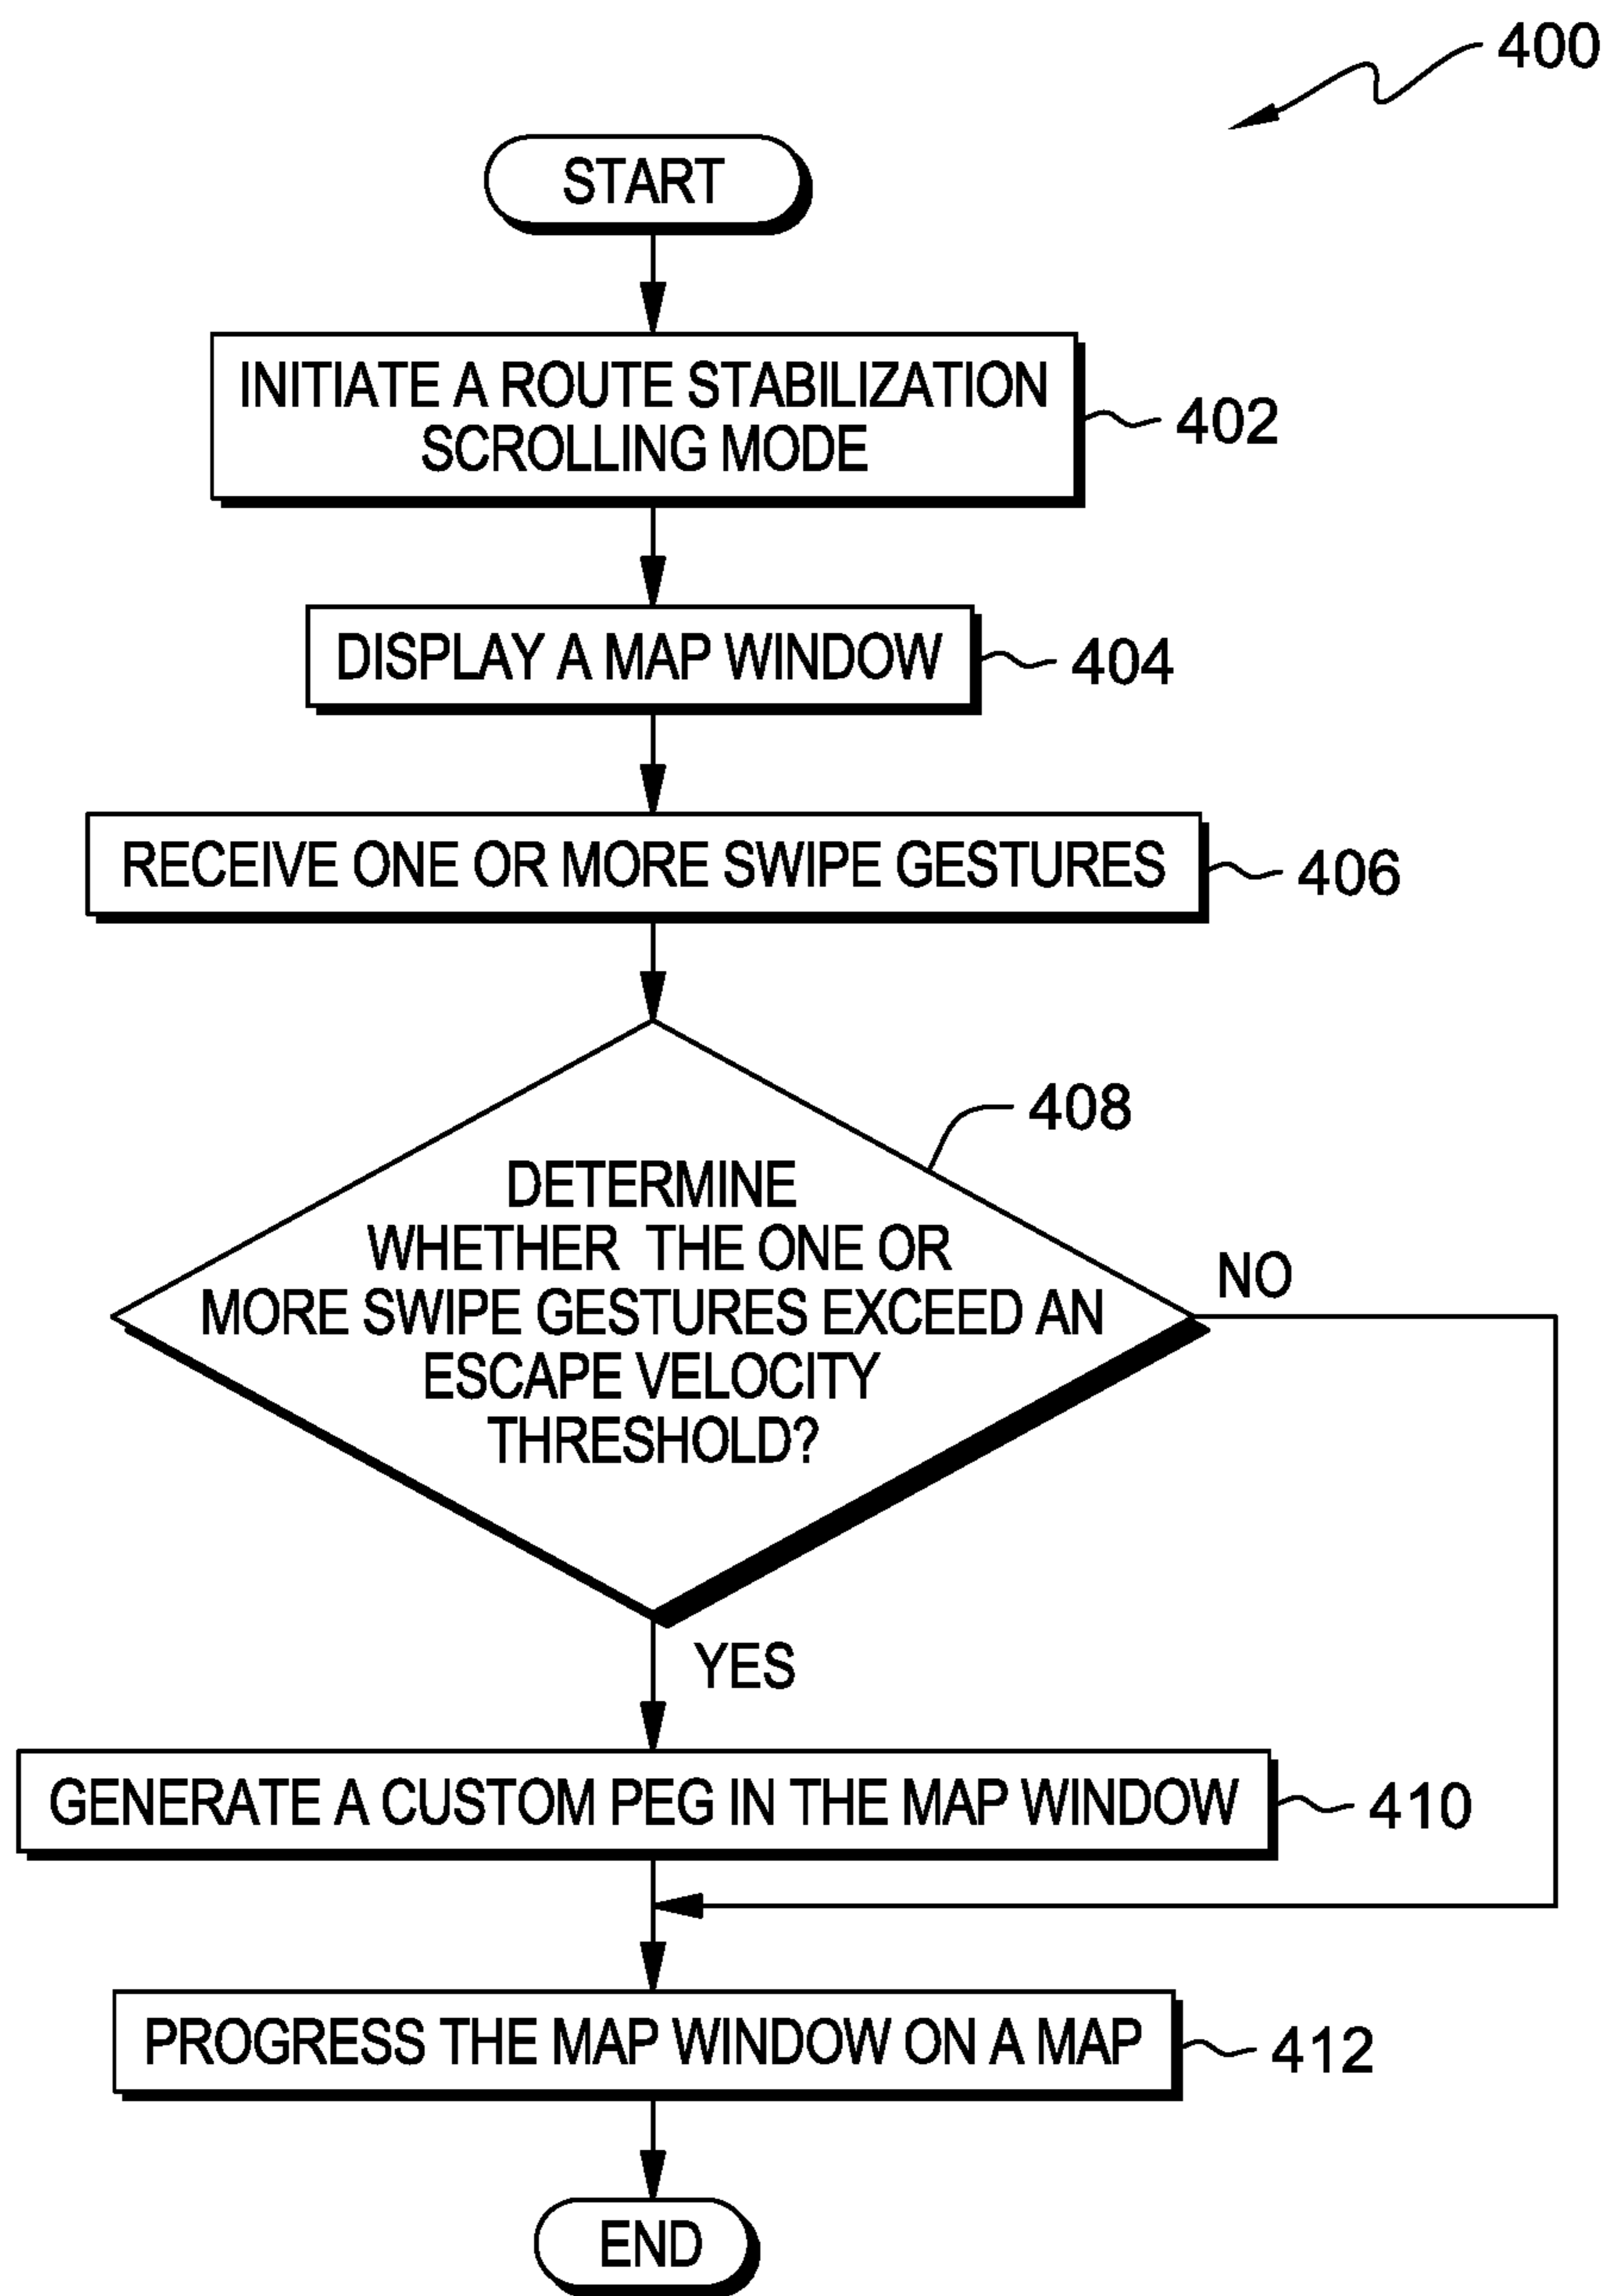 400
START
INITIATE A ROUTE STABILIZATION
SCROLLING MODE
402
DISPLAY A MAP WINDOW
404
RECEIVE ONE OR MORE SWIPE GESTURES
406
408
DETERMINE
WHETHER THE ONE OR
MORE SWIPE GESTURES EXCEED AN
ESCAPE VELOCITY
THRESHOLD?
NO
YES
GENERATE A CUSTOM PEG IN THE MAP WINDOW
410
PROGRESS THE MAP WINDOW ON A MAP
412
END